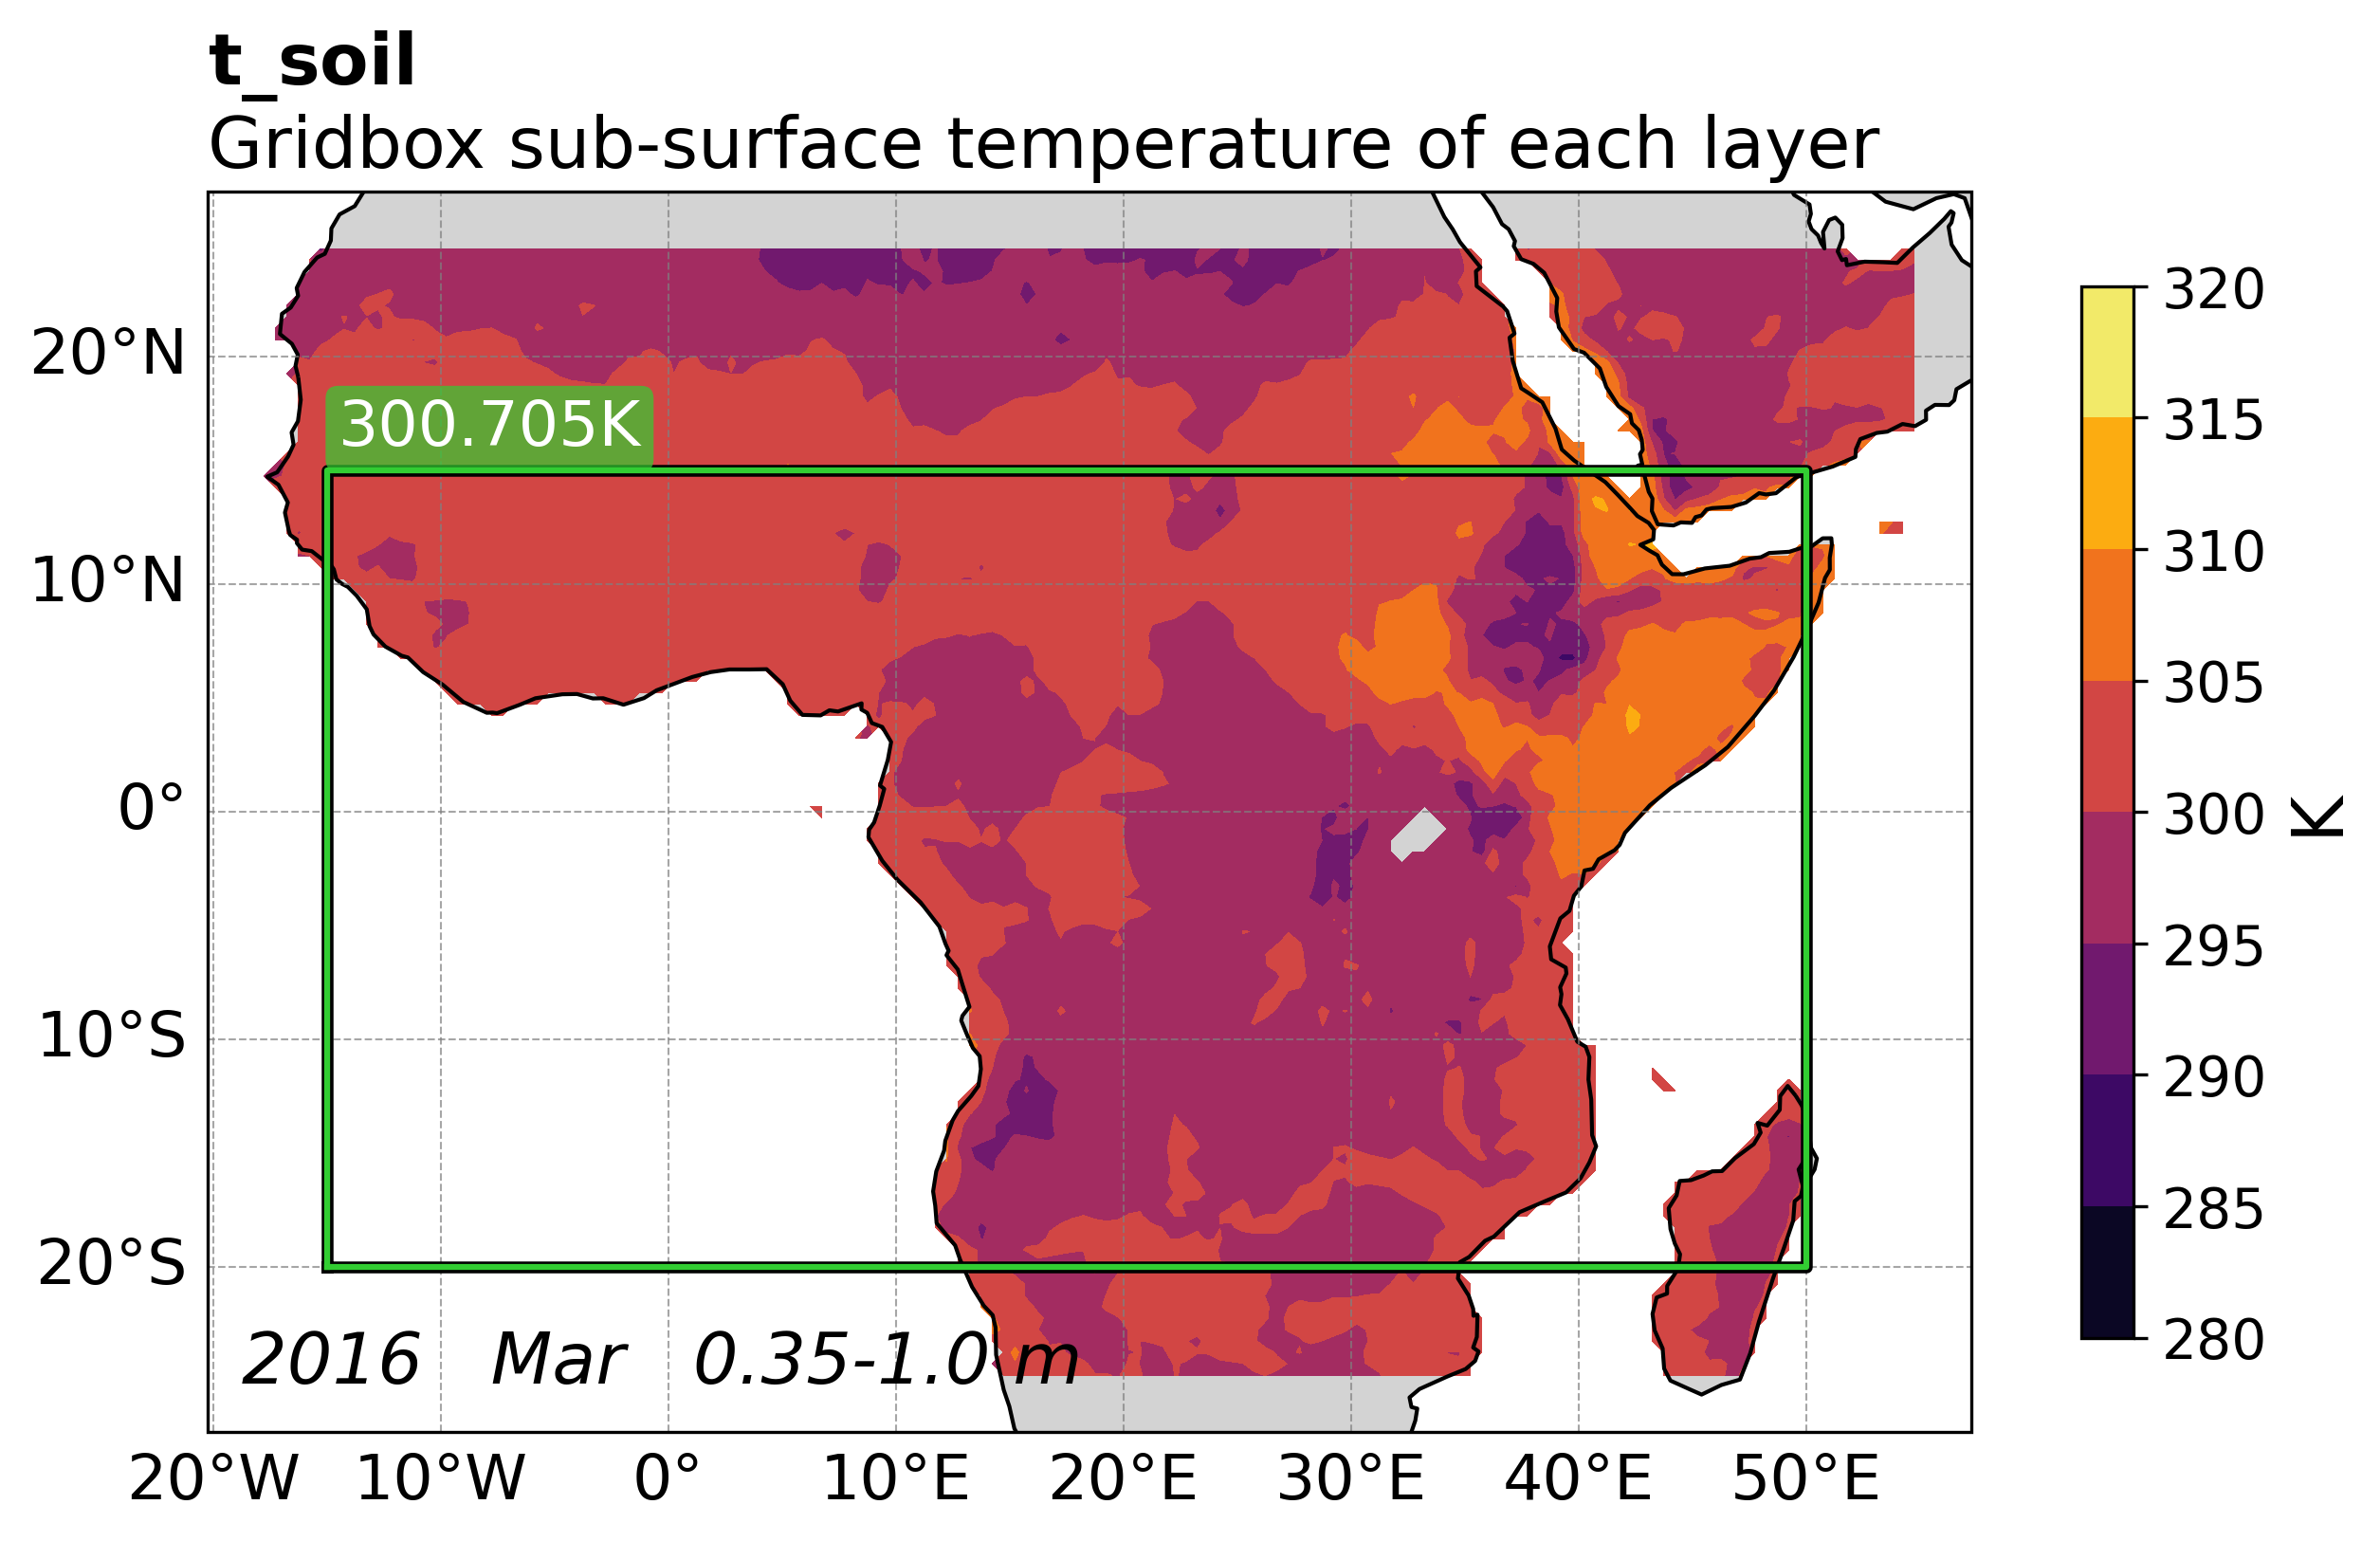 t_soil
Gridbox sub-surface temperature of each layer
300.705K
20°N
10°N
0°
10°S
20°S
2016 Mar 0.35-1.0 m
20°W 10°W 0° 10°E 20°E 30°E 40°E 50°E
320
315
310
305
300
295
290
285
280
K